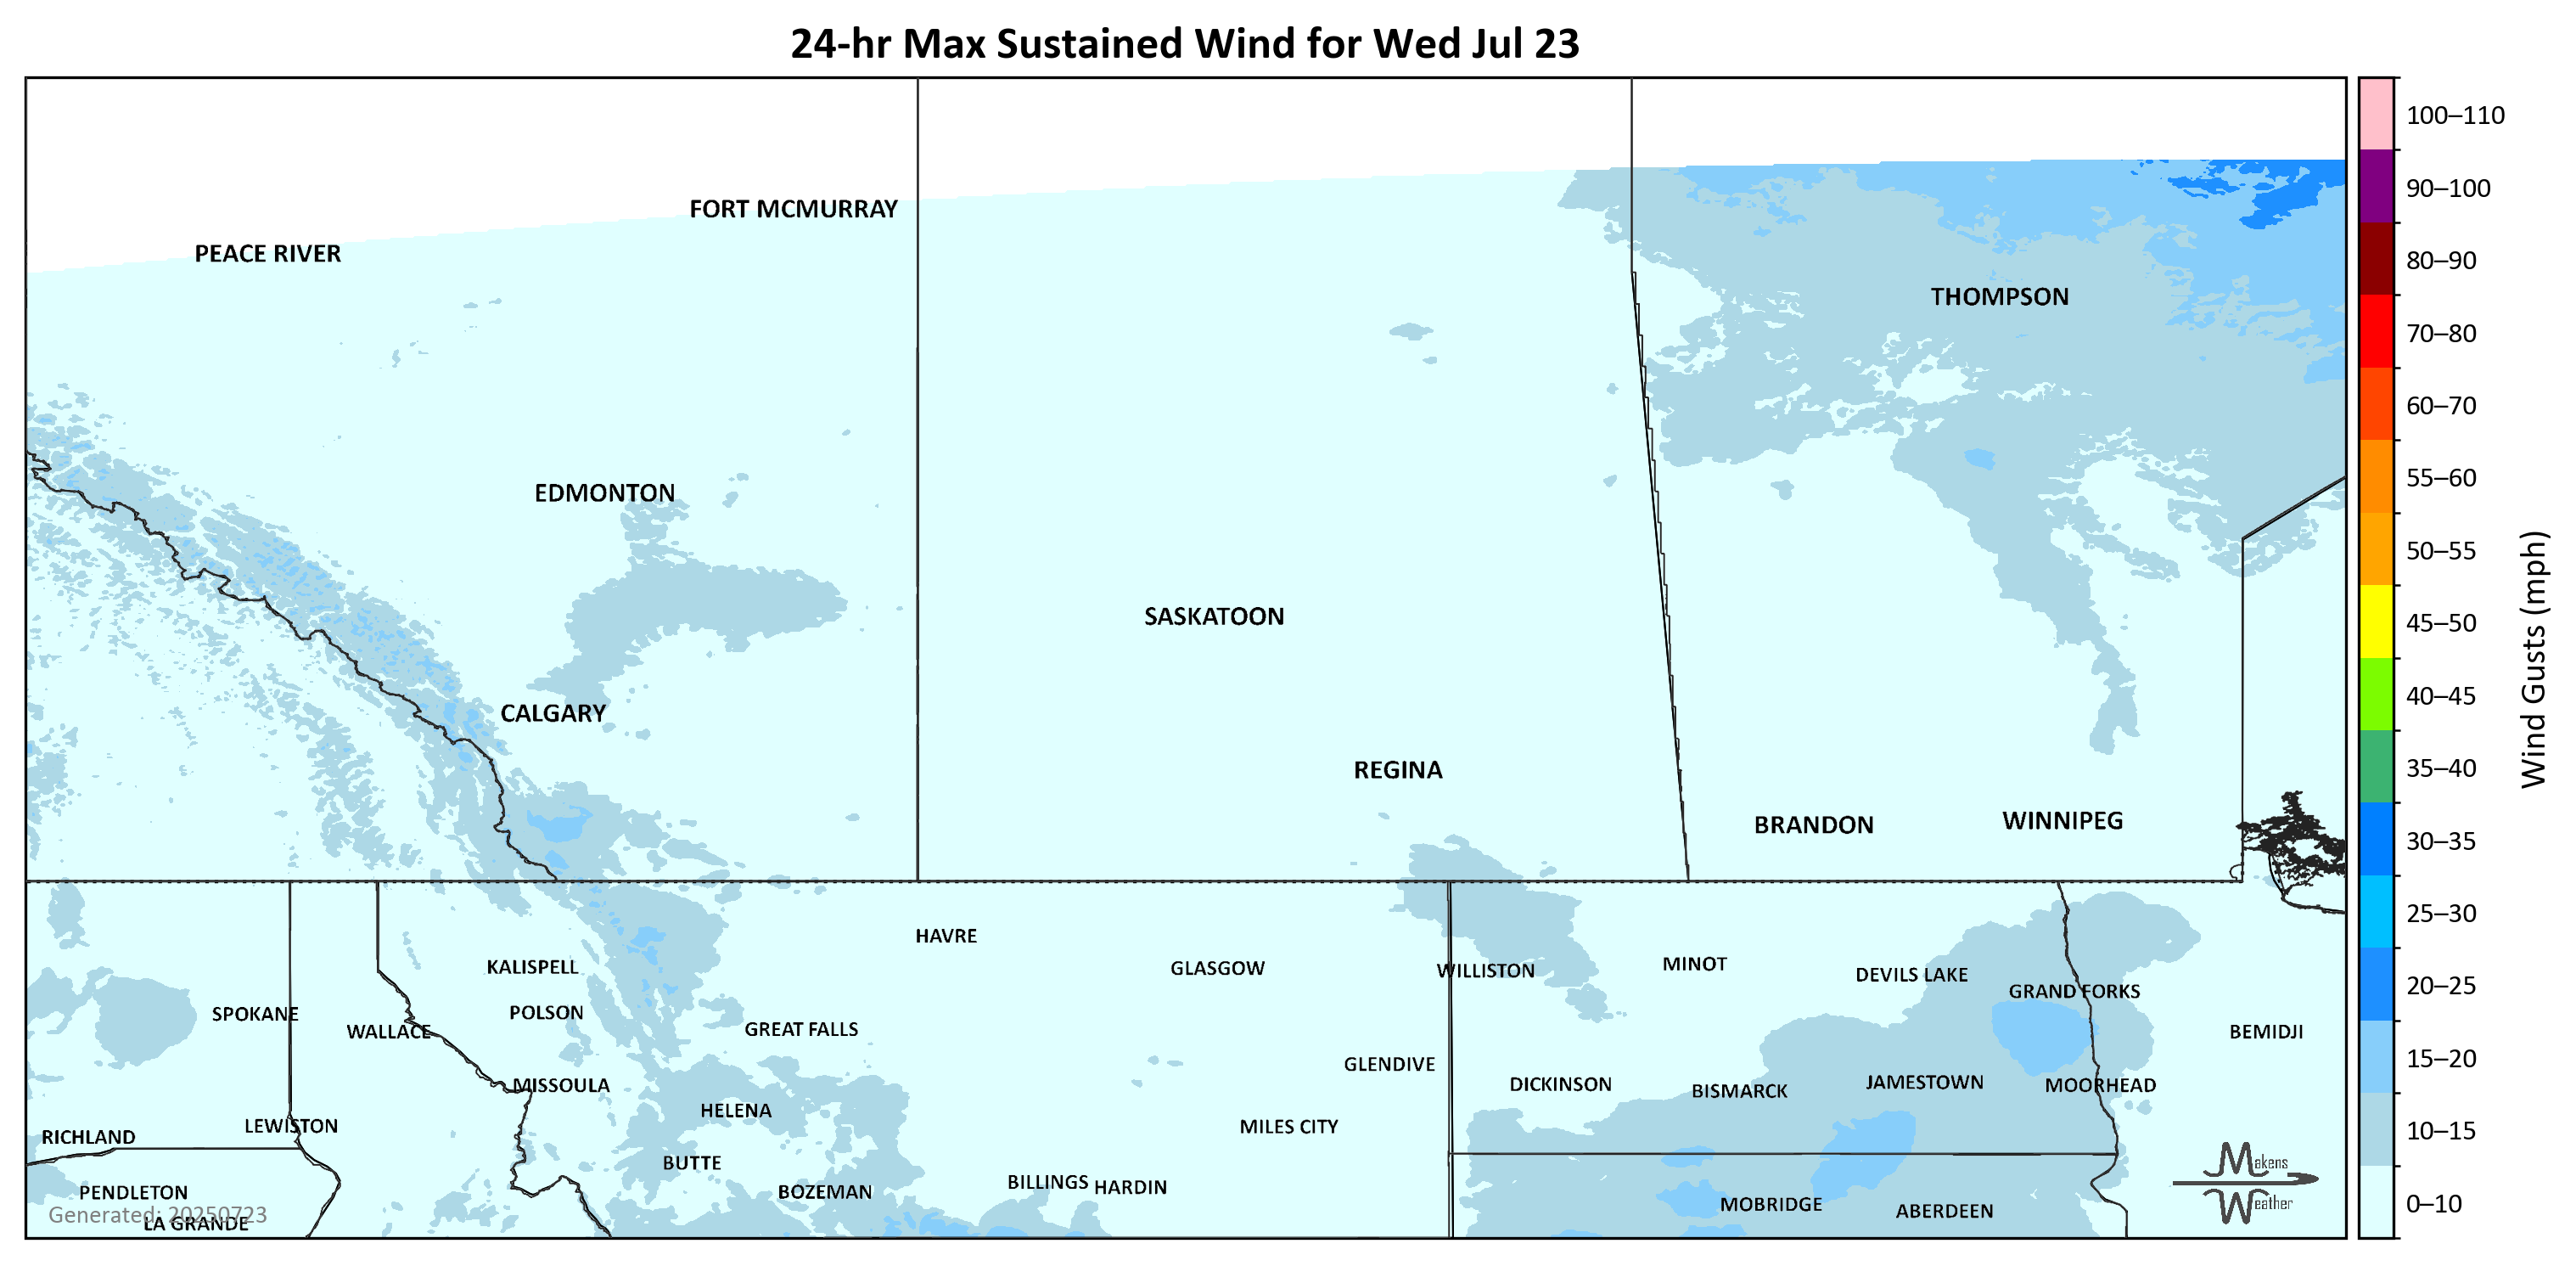 24-hr Max Sustained Wind for Wed Jul 23
100–110
90–100
80–90
70–80
60–70
55–60
50–55
45–50
40–45
35–40
30–35
25–30
20–25
15–20
10–15
0–10
Wind Gusts (mph)
FORT MCMURRAY
PEACE RIVER
THOMPSON
EDMONTON
SASKATOON
CALGARY
REGINA
BRANDON
WINNIPEG
HAVRE
KALISPELL
GLASGOW
WILLISTON
MINOT
DEVILS LAKE
GRAND FORKS
SPOKANE
POLSON
WALLACE
GREAT FALLS
BEMIDJI
GLENDIVE
MISSOULA
DICKINSON
BISMARCK
JAMESTOWN
MOORHEAD
HELENA
LEWISTON
MILES CITY
RICHLAND
BUTTE
BILLINGS
HARDIN
PENDLETON
BOZEMAN
MOBRIDGE
ABERDEEN
LA GRANDE
Generated: 20250723
Makens
Weather